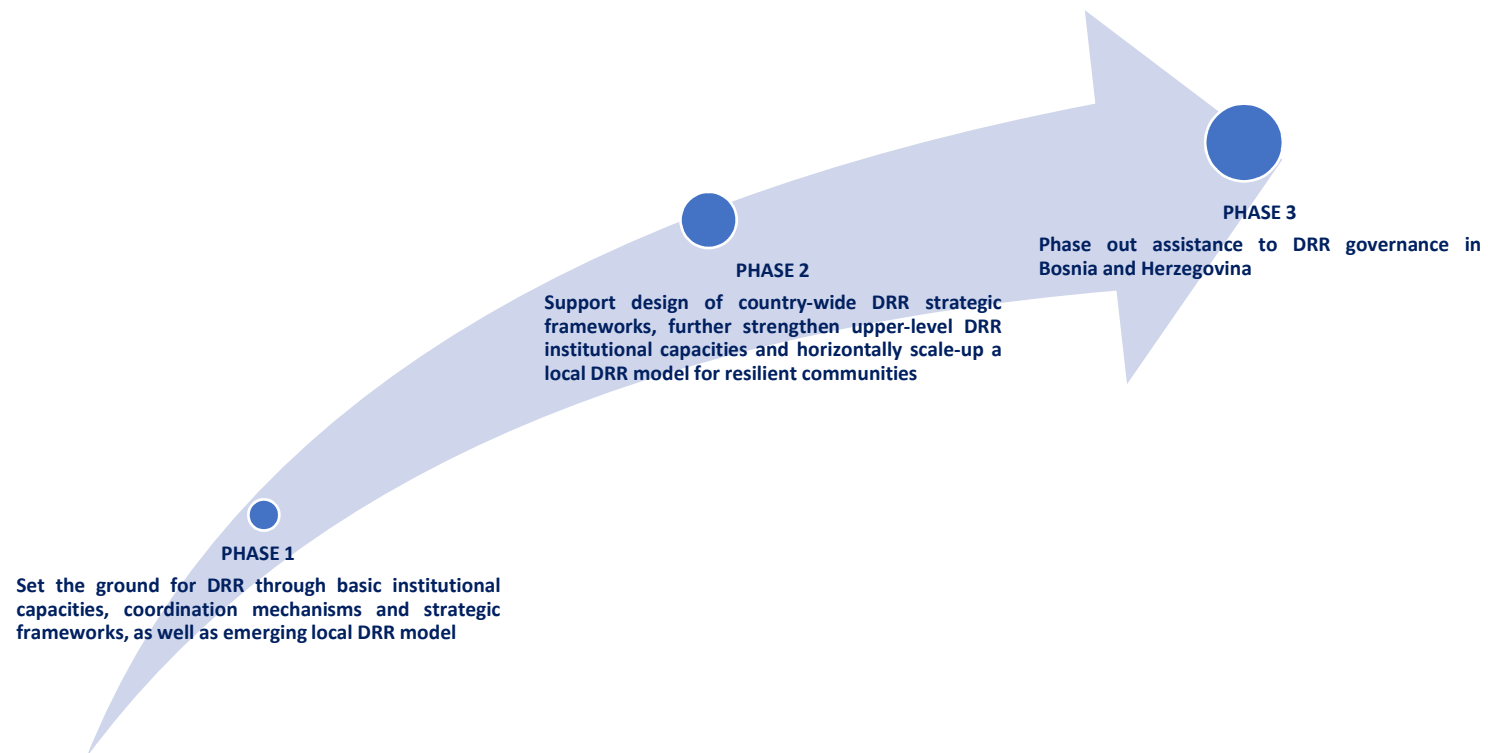 PHASE 1
Set the ground for DRR through basic institutional
capacities, coordination mechanisms and strategic
frameworks, as well as emerging local DRR model
PHASE 2
Support design of country-wide DRR strategic
frameworks, further strengthen upper-level DRR
institutional capacities and horizontally scale-up a
local DRR model for resilient communities
PHASE 3
Phase out assistance to DRR governance in
Bosnia and Herzegovina